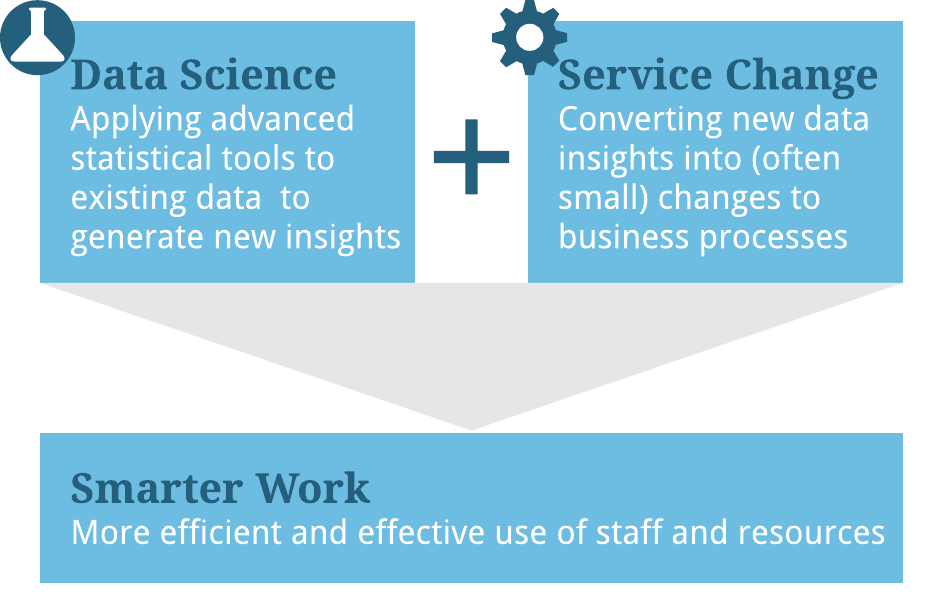 Data Science
Applying advanced
statistical tools to
existing data  to
generate new insights
+
Service Change
Converting new data
insights into (often
small) changes to
business processes
Smarter Work
More efficient and effective use of staff and resources